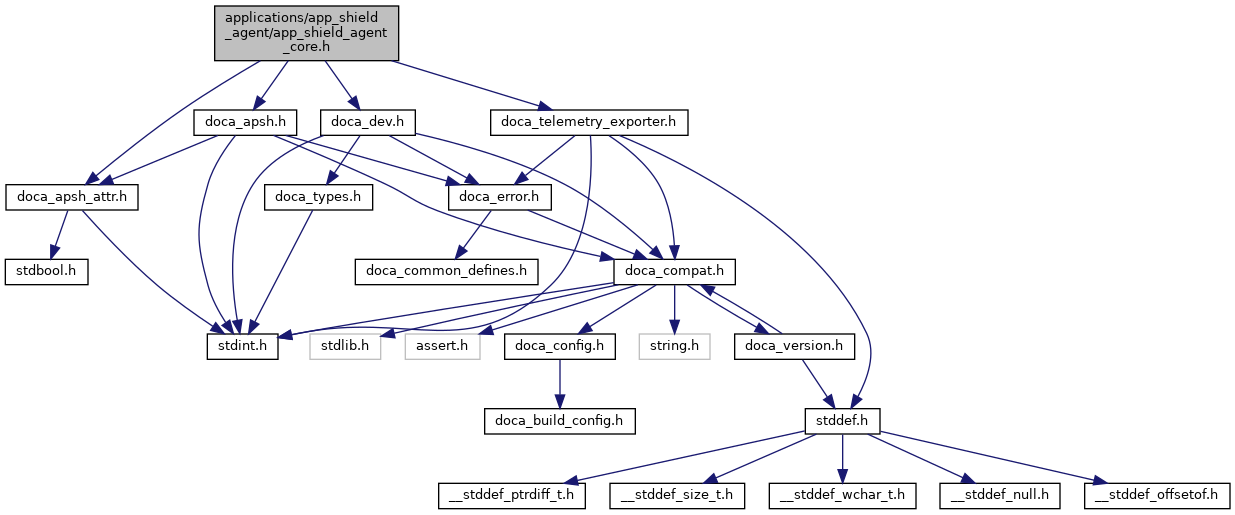 applications/app_shield
_agent/app_shield_agent
_core.h
doca_apsh.h
doca_dev.h
doca_telemetry_exporter.h
doca_apsh_attr.h
doca_types.h
doca_error.h
stdbool.h
doca_common_defines.h
doca_compat.h
stdint.h
stdlib.h
assert.h
doca_config.h
string.h
doca_version.h
doca_build_config.h
stddef.h
__stddef_ptrdiff_t.h
__stddef_size_t.h
__stddef_wchar_t.h
__stddef_null.h
__stddef_offsetof.h